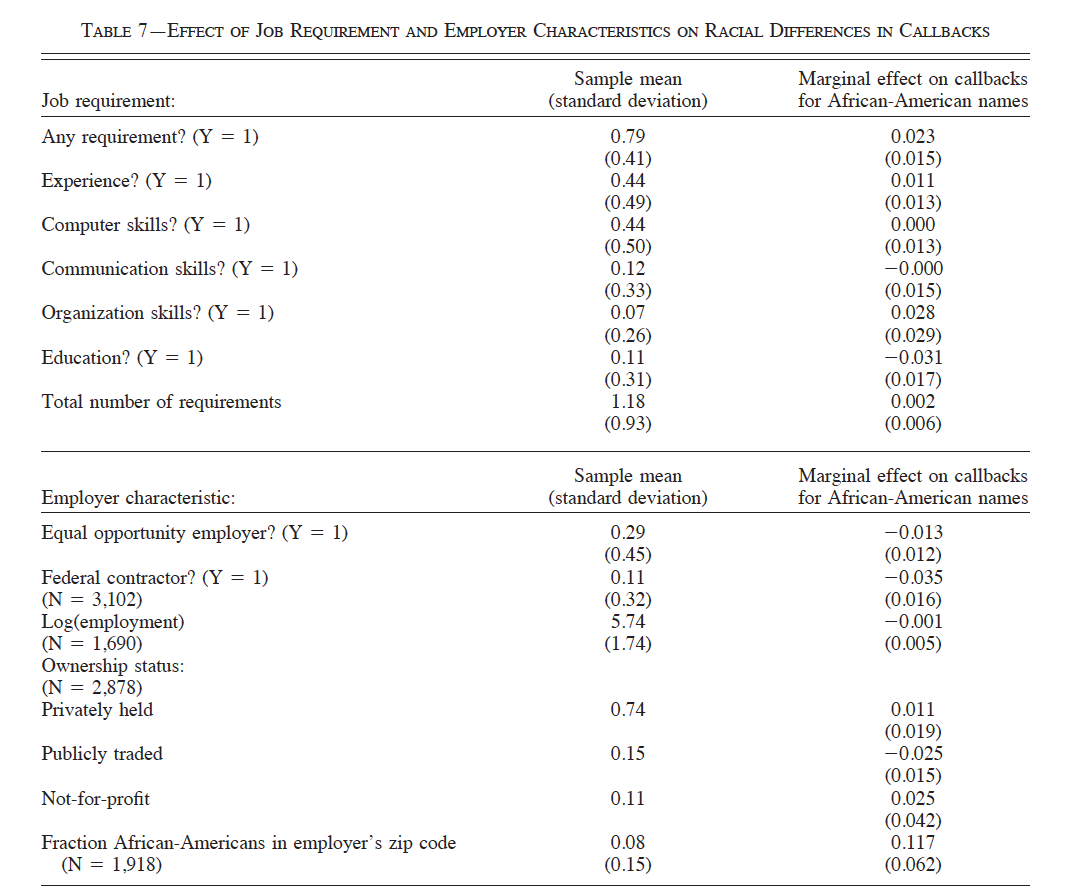 TABLE 7—EFFECT OF JOB REQUIREMENT AND EMPLOYER CHARACTERISTICS ON RACIAL DIFFERENCES IN CALLBACKS
Job requirement: Sample mean (standard deviation) Marginal effect on callbacks for African-American names
Any requirement? (Y = 1) 0.79 0.023
(0.41) (0.015)
Experience? (Y = 1) 0.44 0.011
(0.49) (0.013)
Computer skills? (Y = 1) 0.44 0.000
(0.50) (0.013)
Communication skills? (Y = 1) 0.12 −0.000
(0.33) (0.015)
Organization skills? (Y = 1) 0.07 0.028
(0.26) (0.029)
Education? (Y = 1) 0.11 −0.031
(0.31) (0.017)
Total number of requirements 1.18 0.002
(0.93) (0.006)
Employer characteristic: Sample mean (standard deviation) Marginal effect on callbacks for African-American names
Equal opportunity employer? (Y = 1) 0.29 −0.013
(0.45) (0.012)
Federal contractor? (Y = 1) 0.11 −0.035
(N = 3,102) (0.32) (0.016)
Log(employment) 5.74 −0.001
(N = 1,690) (1.74) (0.005)
Ownership status:
(N = 2,878)
Privately held 0.74 0.011
(0.019)
Publicly traded 0.15 −0.025
(0.015)
Not-for-profit 0.11 0.025
(0.042)
Fraction African-Americans in employer's zip code 0.08 0.117
(N = 1,918) (0.15) (0.062)